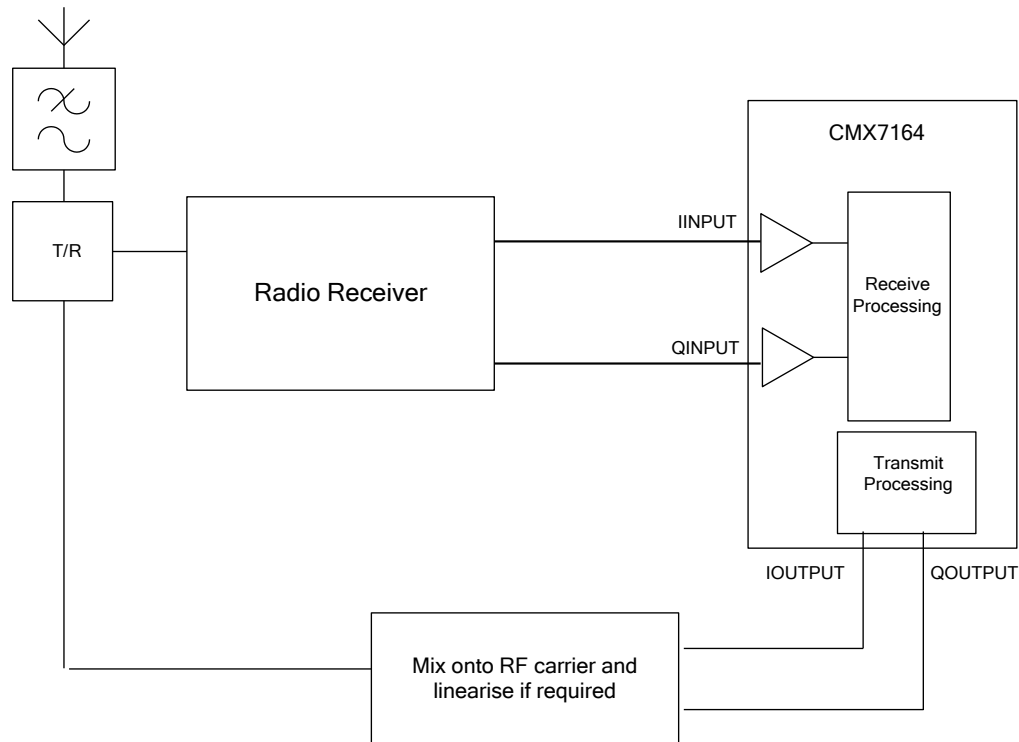 CMX7164
T/R
Radio Receiver
IINPUT
QINPUT
Receive
Processing
Transmit
Processing
IOUTPUT
QOUTPUT
Mix onto RF carrier and
linearise if required